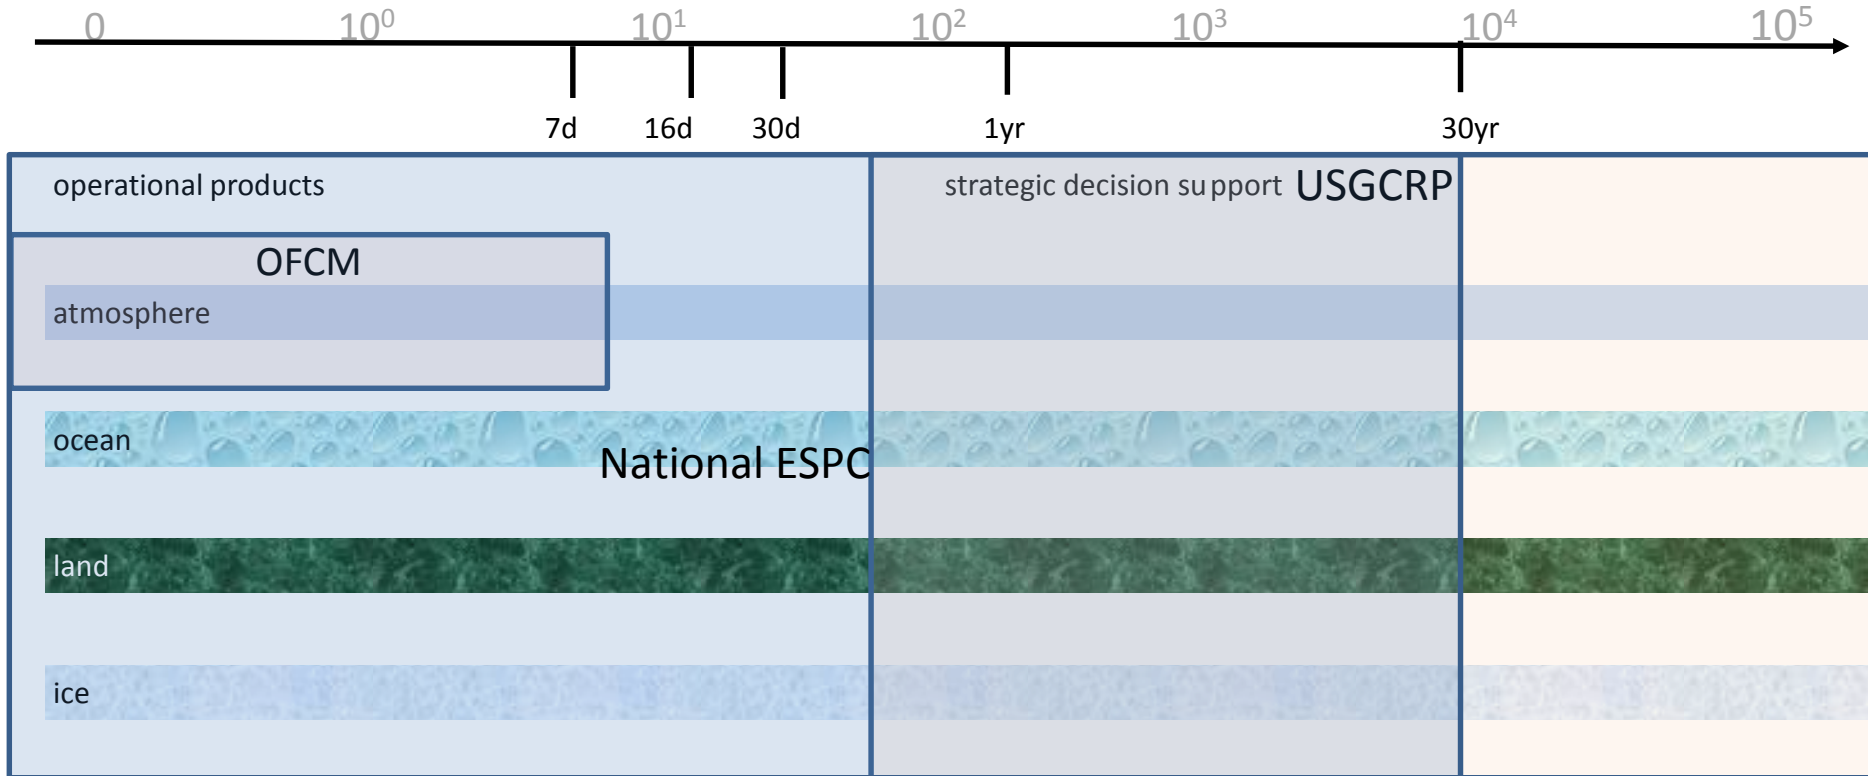 0 10⁰ 10¹ 10² 10³ 10⁴ 10⁵
7d 16d 30d 1yr 30yr
operational products strategic decision support USGCRP
OFCM
atmosphere
ocean
National ESPC
land
ice